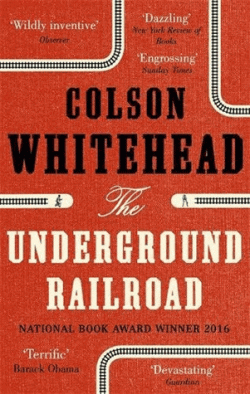 ‘Wildly inventive’
Observer
‘Dazzling’
New York Review of
Books
‘Engrossing’
Sunday Times
COLSON
WHITEHEAD
The
UNDERGROUND
RAILROAD
NATIONAL BOOK AWARD WINNER 2016
‘Terrific’
Barack Obama
‘Devastating’
Guardian